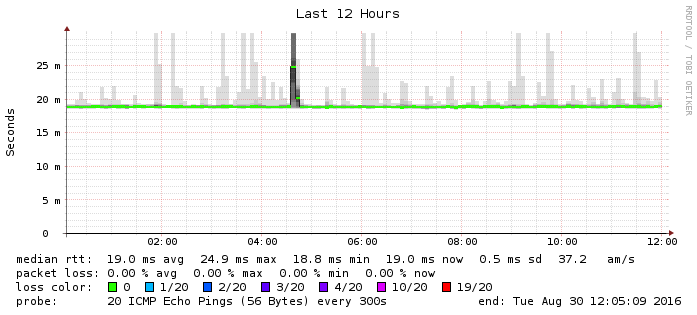 Last 12 Hours
RRDTOOL / TOBI OETIKER
Seconds
25 m
20 m
15 m
10 m
5 m
0
02:00 04:00 06:00 08:00 10:00 12:00
median rtt: 19.0 ms avg 24.9 ms max 18.8 ms min 19.0 ms now 0.5 ms sd 37.2 am/s
packet loss: 0.00 % avg 0.00 % max 0.00 % min 0.00 % now
loss color: 0 1/20 2/20 3/20 4/20 10/20 19/20
probe: 20 ICMP Echo Pings (56 Bytes) every 300s end: Tue Aug 30 12:05:09 2016